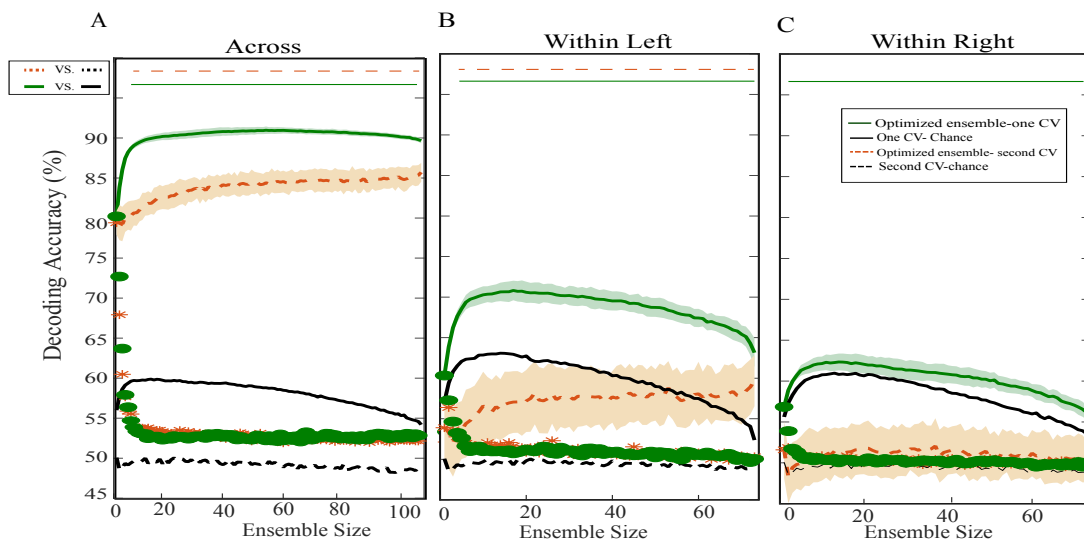 A
B
C
Across
Within Left
Within Right
VS.
VS.
Optimized ensemble-one CV
One CV- Chance
Optimized ensemble- second CV
Second CV-chance
Decoding Accuracy (%)
90
85
80
75
70
65
60
55
50
45
0 20 40 60 80 100
0 20 40 60
0 20 40 60
Ensemble Size
Ensemble Size
Ensemble Size